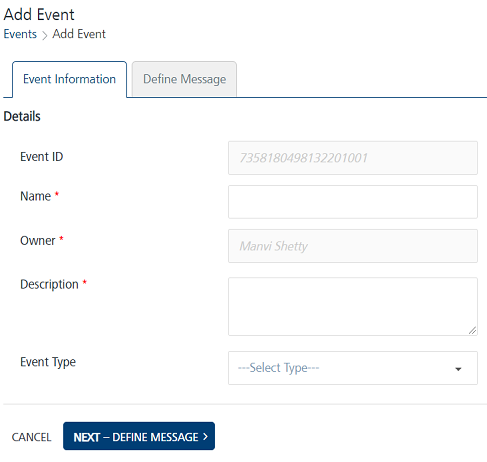 Add Event
Events > Add Event
Event Information
Define Message
Details
Event ID
7358180498132201001
Name *
Owner *
Manvi Shetty
Description *
Event Type
---Select Type---
CANCEL
NEXT – DEFINE MESSAGE >